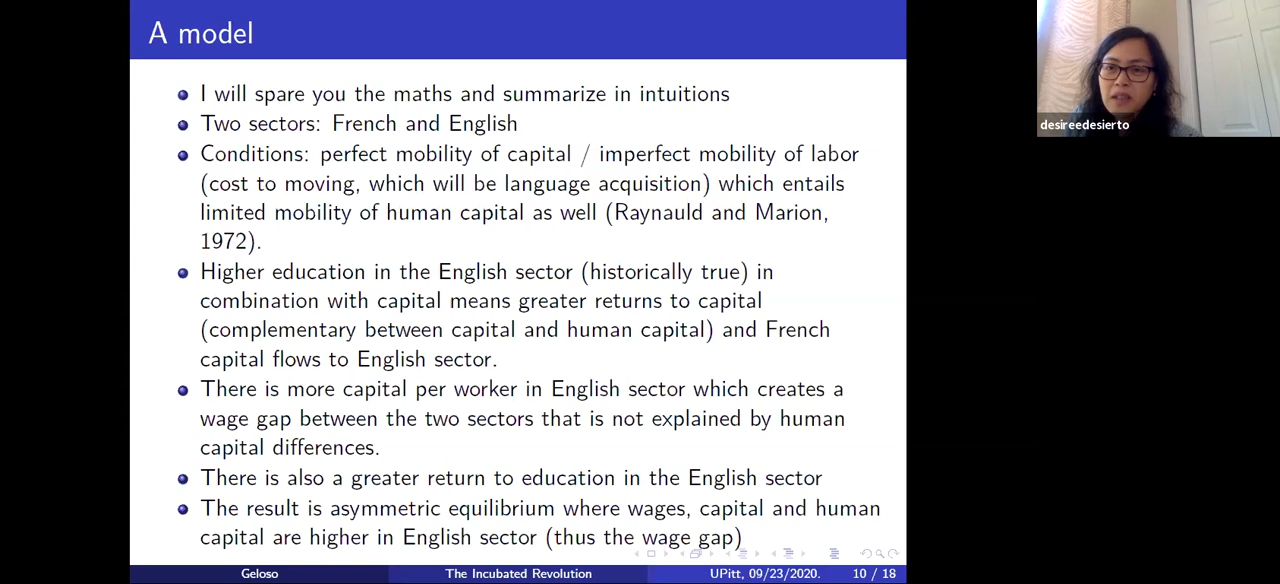 A model
I will spare you the maths and summarize in intuitions
Two sectors: French and English
Conditions: perfect mobility of capital / imperfect mobility of labor
(cost to moving, which will be language acquisition) which entails
limited mobility of human capital as well (Raynauld and Marion,
1972).
Higher education in the English sector (historically true) in
combination with capital means greater returns to capital
(complementary between capital and human capital) and French
capital flows to English sector.
There is more capital per worker in English sector which creates a
wage gap between the two sectors that is not explained by human
capital differences.
There is also a greater return to education in the English sector
The result is asymmetric equilibrium where wages, capital and human
capital are higher in English sector (thus the wage gap)
Geloso The Incubated Revolution UPitt, 09/23/2020. 10 / 18
desireedesierto